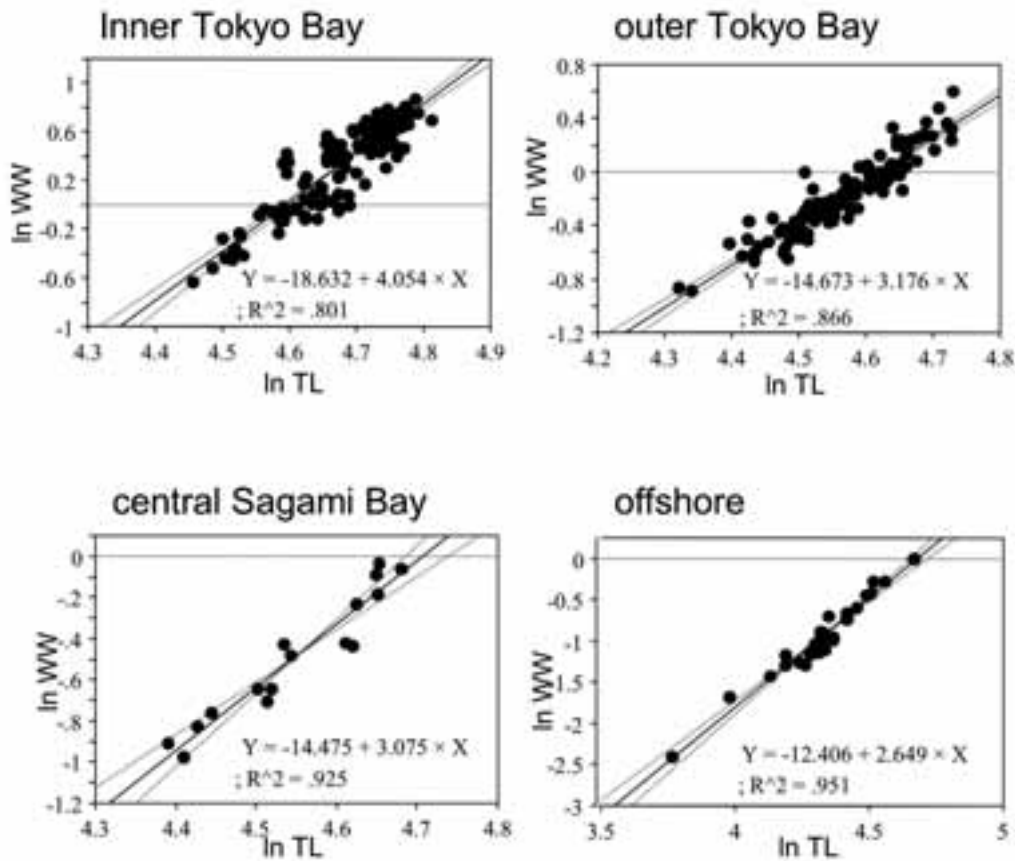 Inner Tokyo Bay
1
0.6
0.2
-0.2
-0.6
-1
ln WW
Y = -18.632 + 4.054 × X
; R^2 = .801
4.3 4.4 4.5 4.6 4.7 4.8 4.9
ln TL
outer Tokyo Bay
0.8
0.4
0
-0.4
-0.8
-1.2
ln WW
Y = -14.673 + 3.176 × X
; R^2 = .866
4.2 4.3 4.4 4.5 4.6 4.7 4.8
ln TL
central Sagami Bay
0
-.2
-.4
-.6
-.8
-1
-1.2
ln WW
Y = -14.475 + 3.075 × X
; R^2 = .925
4.3 4.4 4.5 4.6 4.7 4.8
ln TL
offshore
0
-0.5
-1
-1.5
-2
-2.5
-3
ln WW
Y = -12.406 + 2.649 × X
; R^2 = .951
3.5 4 4.5 5
ln TL